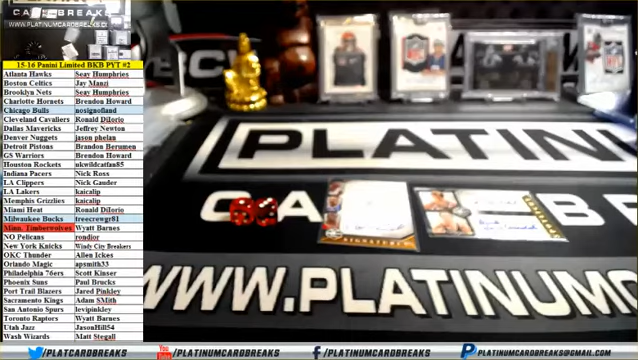 WWW.PLATINUMCARDBREAKS.COM
15-16 Panini Limited BKB PYT #2
Atlanta Hawks Seay Humphries
Boston Celtics Jay Manzi
Brooklyn Nets Seay Humphries
Charlotte Hornets Brendon Howard
Chicago Bulls nosignofland
Cleveland Cavaliers Ronald DiIorio
Dallas Mavericks Jeffrey Newton
Denver Nuggets jason phelan
Detroit Pistons Brandon Berumen
GS Warriors Brendon Howard
Houston Rockets ukwildcatfan85
Indiana Pacers Nick Ross
LA Clippers Nick Gauder
LA Lakers kaicalip
Memphis Grizzlies kaicalip
Miami Heat Ronald DiIorio
Milwaukee Bucks treecrewgr81
Minn. Timberwolves Wyatt Barnes
NO Pelicans rondior
New York Knicks Windy City Breakers
OKC Thunder Allen Ickes
Orlando Magic apsmith33
Philadelphia 76ers Scott Kinser
Phoenix Suns Paul Brucks
Port Trail Blazers Jared Pinkley
Sacramento Kings Adam SMith
San Antonio Spurs levipinkley
Toronto Raptors Wyatt Barnes
Utah Jazz JasonHill54
Wash Wizards Matt Stegall
PLATIN
CA
B
SIGNATURES
WWW.PLATINUMC
/PLATCARDBREAKS
/PLATINUMCARDBREAKS
/PLATINUMCARDBREAKS
PLATINUMCARDBREAKS@GMAIL.COM